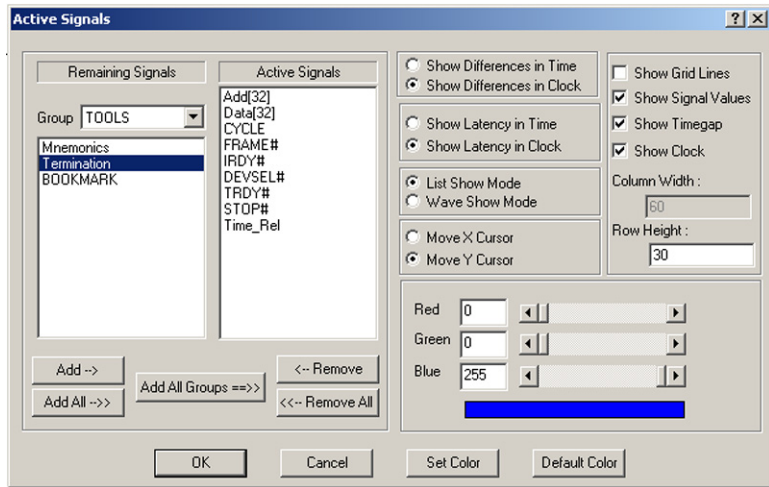 Active Signals
Remaining Signals
Active Signals
Group
TOOLS
Mnemonics
Termination
BOOKMARK
Add[32]
Data[32]
CYCLE
FRAME#
IRDY#
DEVSEL#
TRDY#
STOP#
Time_Rel
Add -->
Add All -->>
Add All Groups ==>>
<-- Remove
<<-- Remove All
Show Differences in Time
Show Differences in Clock
Show Latency in Time
Show Latency in Clock
List Show Mode
Wave Show Mode
Move X Cursor
Move Y Cursor
Show Grid Lines
Show Signal Values
Show Timegap
Show Clock
Column Width :
60
Row Height :
30
Red 0
Green 0
Blue 255
OK
Cancel
Set Color
Default Color